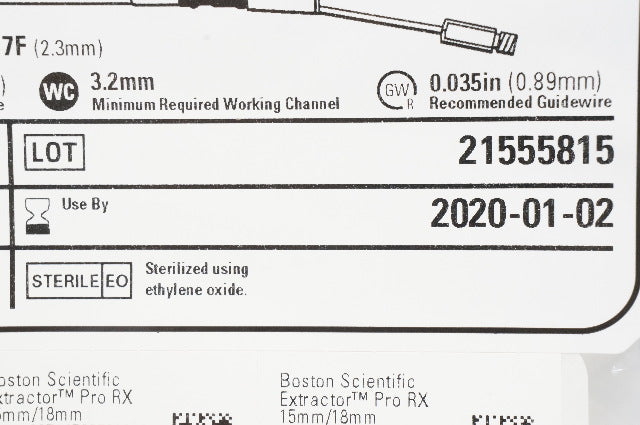 7F (2.3mm)
WC 3.2mm
Minimum Required Working Channel
GW R 0.035in (0.89mm)
Recommended Guidewire
LOT 21555815
Use By 2020-01-02
STERILE EO Sterilized using
ethylene oxide.
Scientific
Pro RX
/18mm
Boston Scientific
Extractor™ Pro RX
15mm/18mm